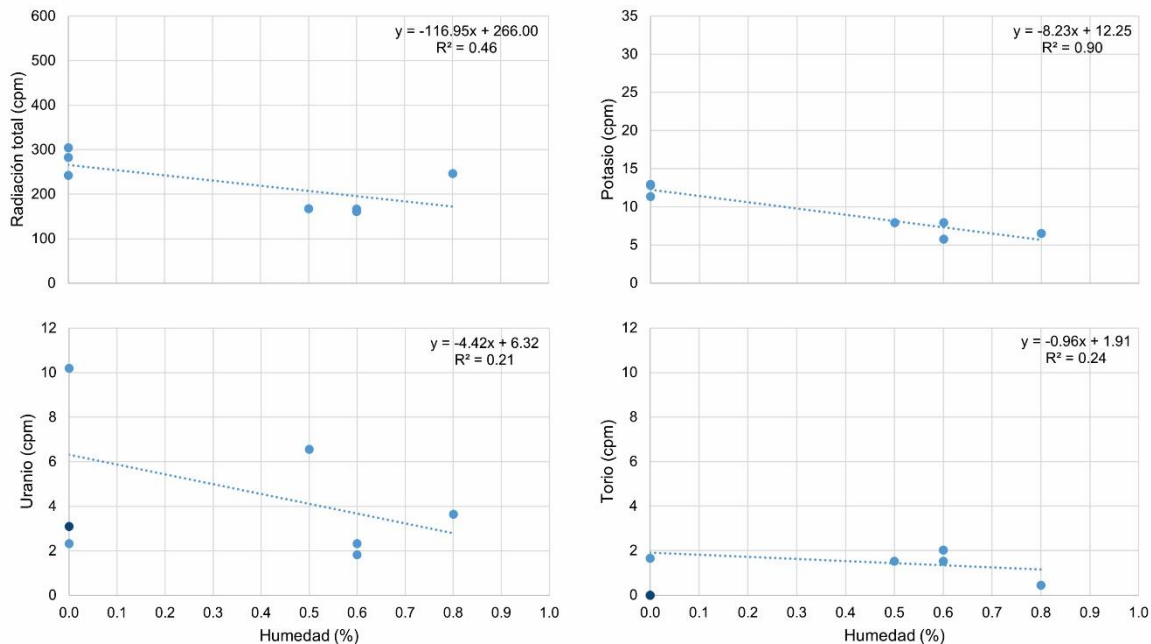 y = -116.95x + 266.00
R² = 0.46
600
500
400
300
200
100
0
Radiación total (cpm)
y = -8.23x + 12.25
R² = 0.90
35
30
25
20
15
10
5
0
Potasio (cpm)
y = -4.42x + 6.32
R² = 0.21
12
10
8
6
4
2
0
Uranio (cpm)
0.0 0.1 0.2 0.3 0.4 0.5 0.6 0.7 0.8 0.9 1.0
Humedad (%)
y = -0.96x + 1.91
R² = 0.24
12
10
8
6
4
2
0
Torio (cpm)
0.0 0.1 0.2 0.3 0.4 0.5 0.6 0.7 0.8 0.9 1.0
Humedad (%)